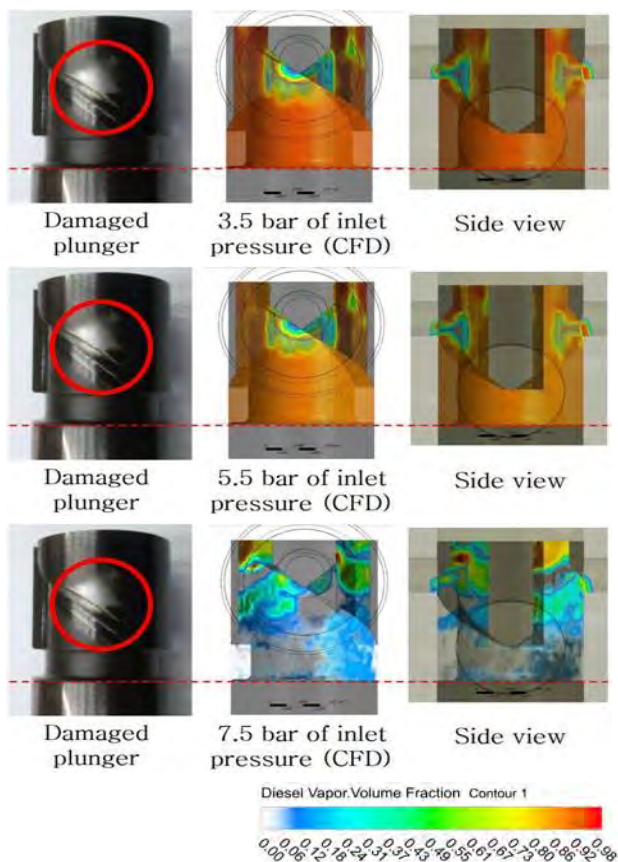 Damaged
plunger
3.5 bar of inlet
pressure (CFD)
Side view
Damaged
plunger
5.5 bar of inlet
pressure (CFD)
Side view
Damaged
plunger
7.5 bar of inlet
pressure (CFD)
Side view
Diesel Vapor.Volume Fraction Contour 1
0.00 0.06 0.12 0.18 0.24 0.31 0.37 0.43 0.49 0.55 0.61 0.67 0.73 0.80 0.86 0.92 0.98